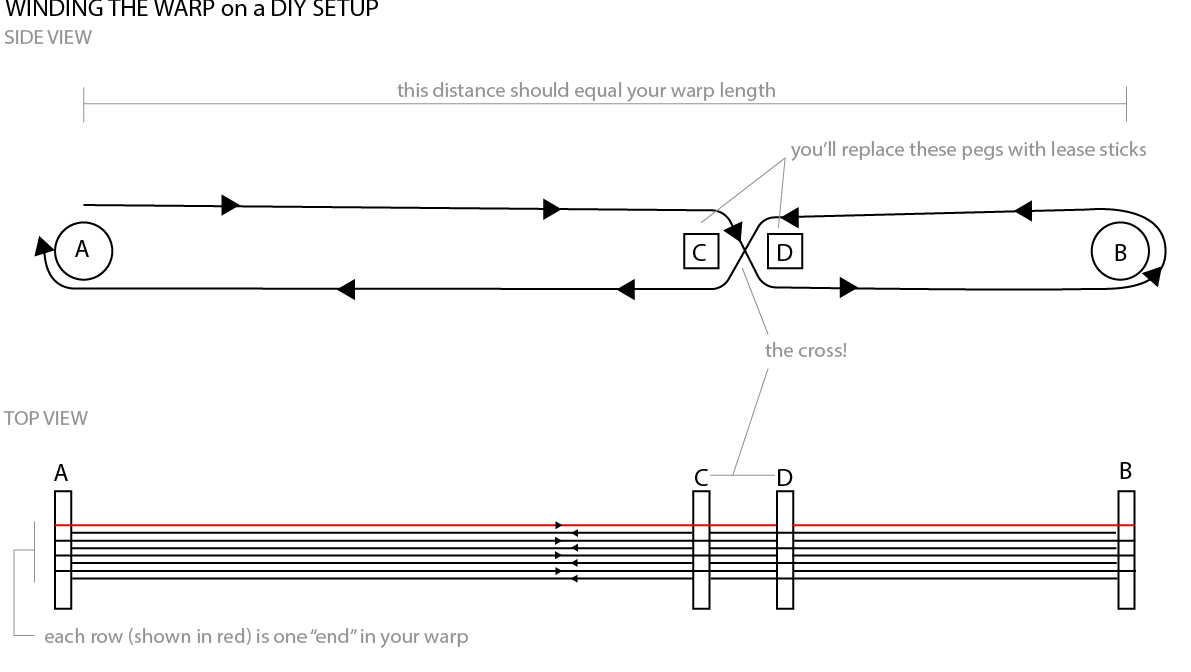 WINDING THE WARP on a DIY SETUP
SIDE VIEW
this distance should equal your warp length
you'll replace these pegs with lease sticks
A
C
D
B
the cross!
TOP VIEW
A
C
D
B
each row (shown in red) is one “end” in your warp